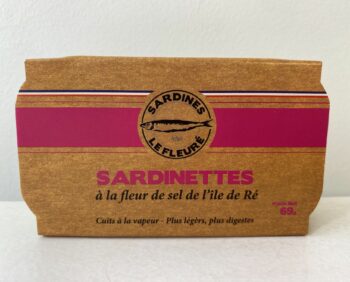 SARDINES
LE FLEURÉ
SARDINETTES
à la fleur de sel de l'île de Ré
Cuits à la vapeur - Plus légèrs, plus digestes
69g